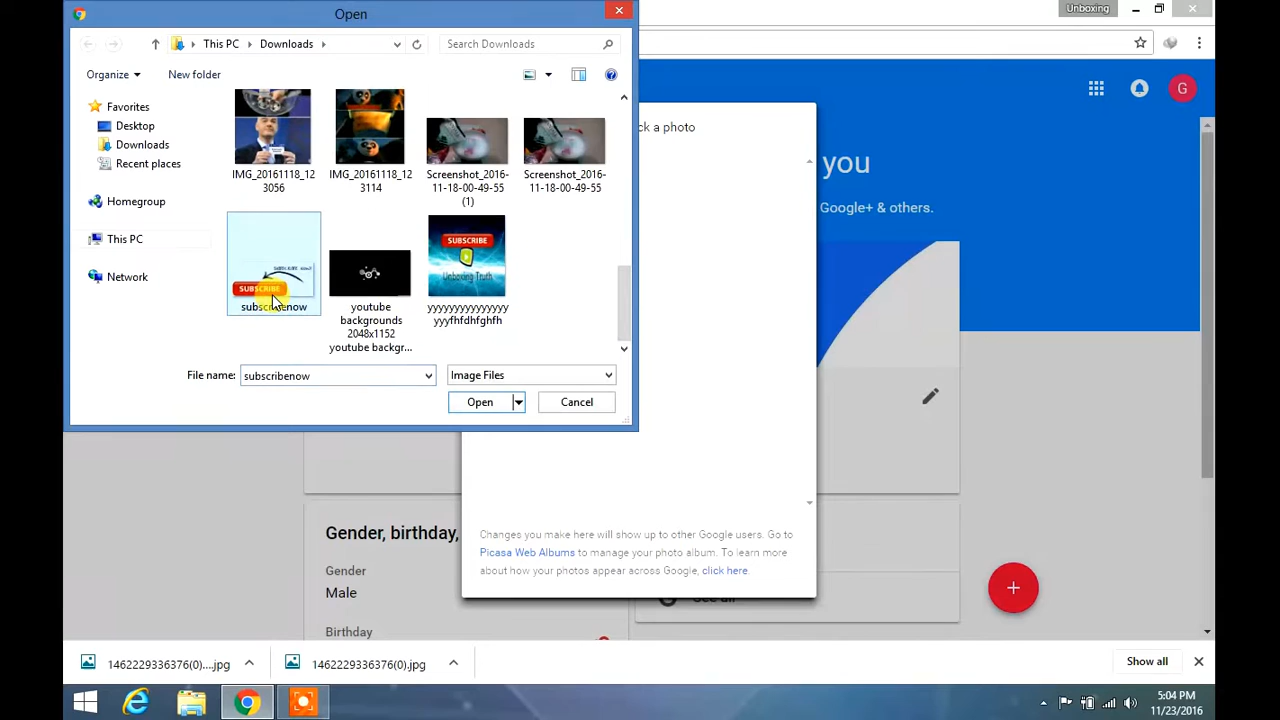 Open
Unboxing
This PC
Downloads
Search Downloads
Organize
New folder
Favorites
Desktop
Downloads
Recent places
Homegroup
This PC
Network
IMG_20161118_12
3056
IMG_20161118_12
3114
Screenshot_2016-
11-18-00-49-55
(1)
Screenshot_2016-
11-18-00-49-55
SUBSCRIBE
subscribenow
youtube
backgrounds
2048x1152
youtube backgr...
SUBSCRIBE
Unboxing Truth
yyyyyyyyyyyyyyy
yyyfhfdhfghfh
File name:
subscribenow
Image Files
Open
Cancel
G
ck a photo
you
Google+ & others.
Changes you make here will show up to other Google users. Go to
Picasa Web Albums to manage your photo album. To learn more
about how your photos appear across Google, click here.
Gender, birthday,
Gender
Male
Birthday
See all
1462229336376(0)....jpg
1462229336376(0).jpg
Show all
5:04 PM
11/23/2016